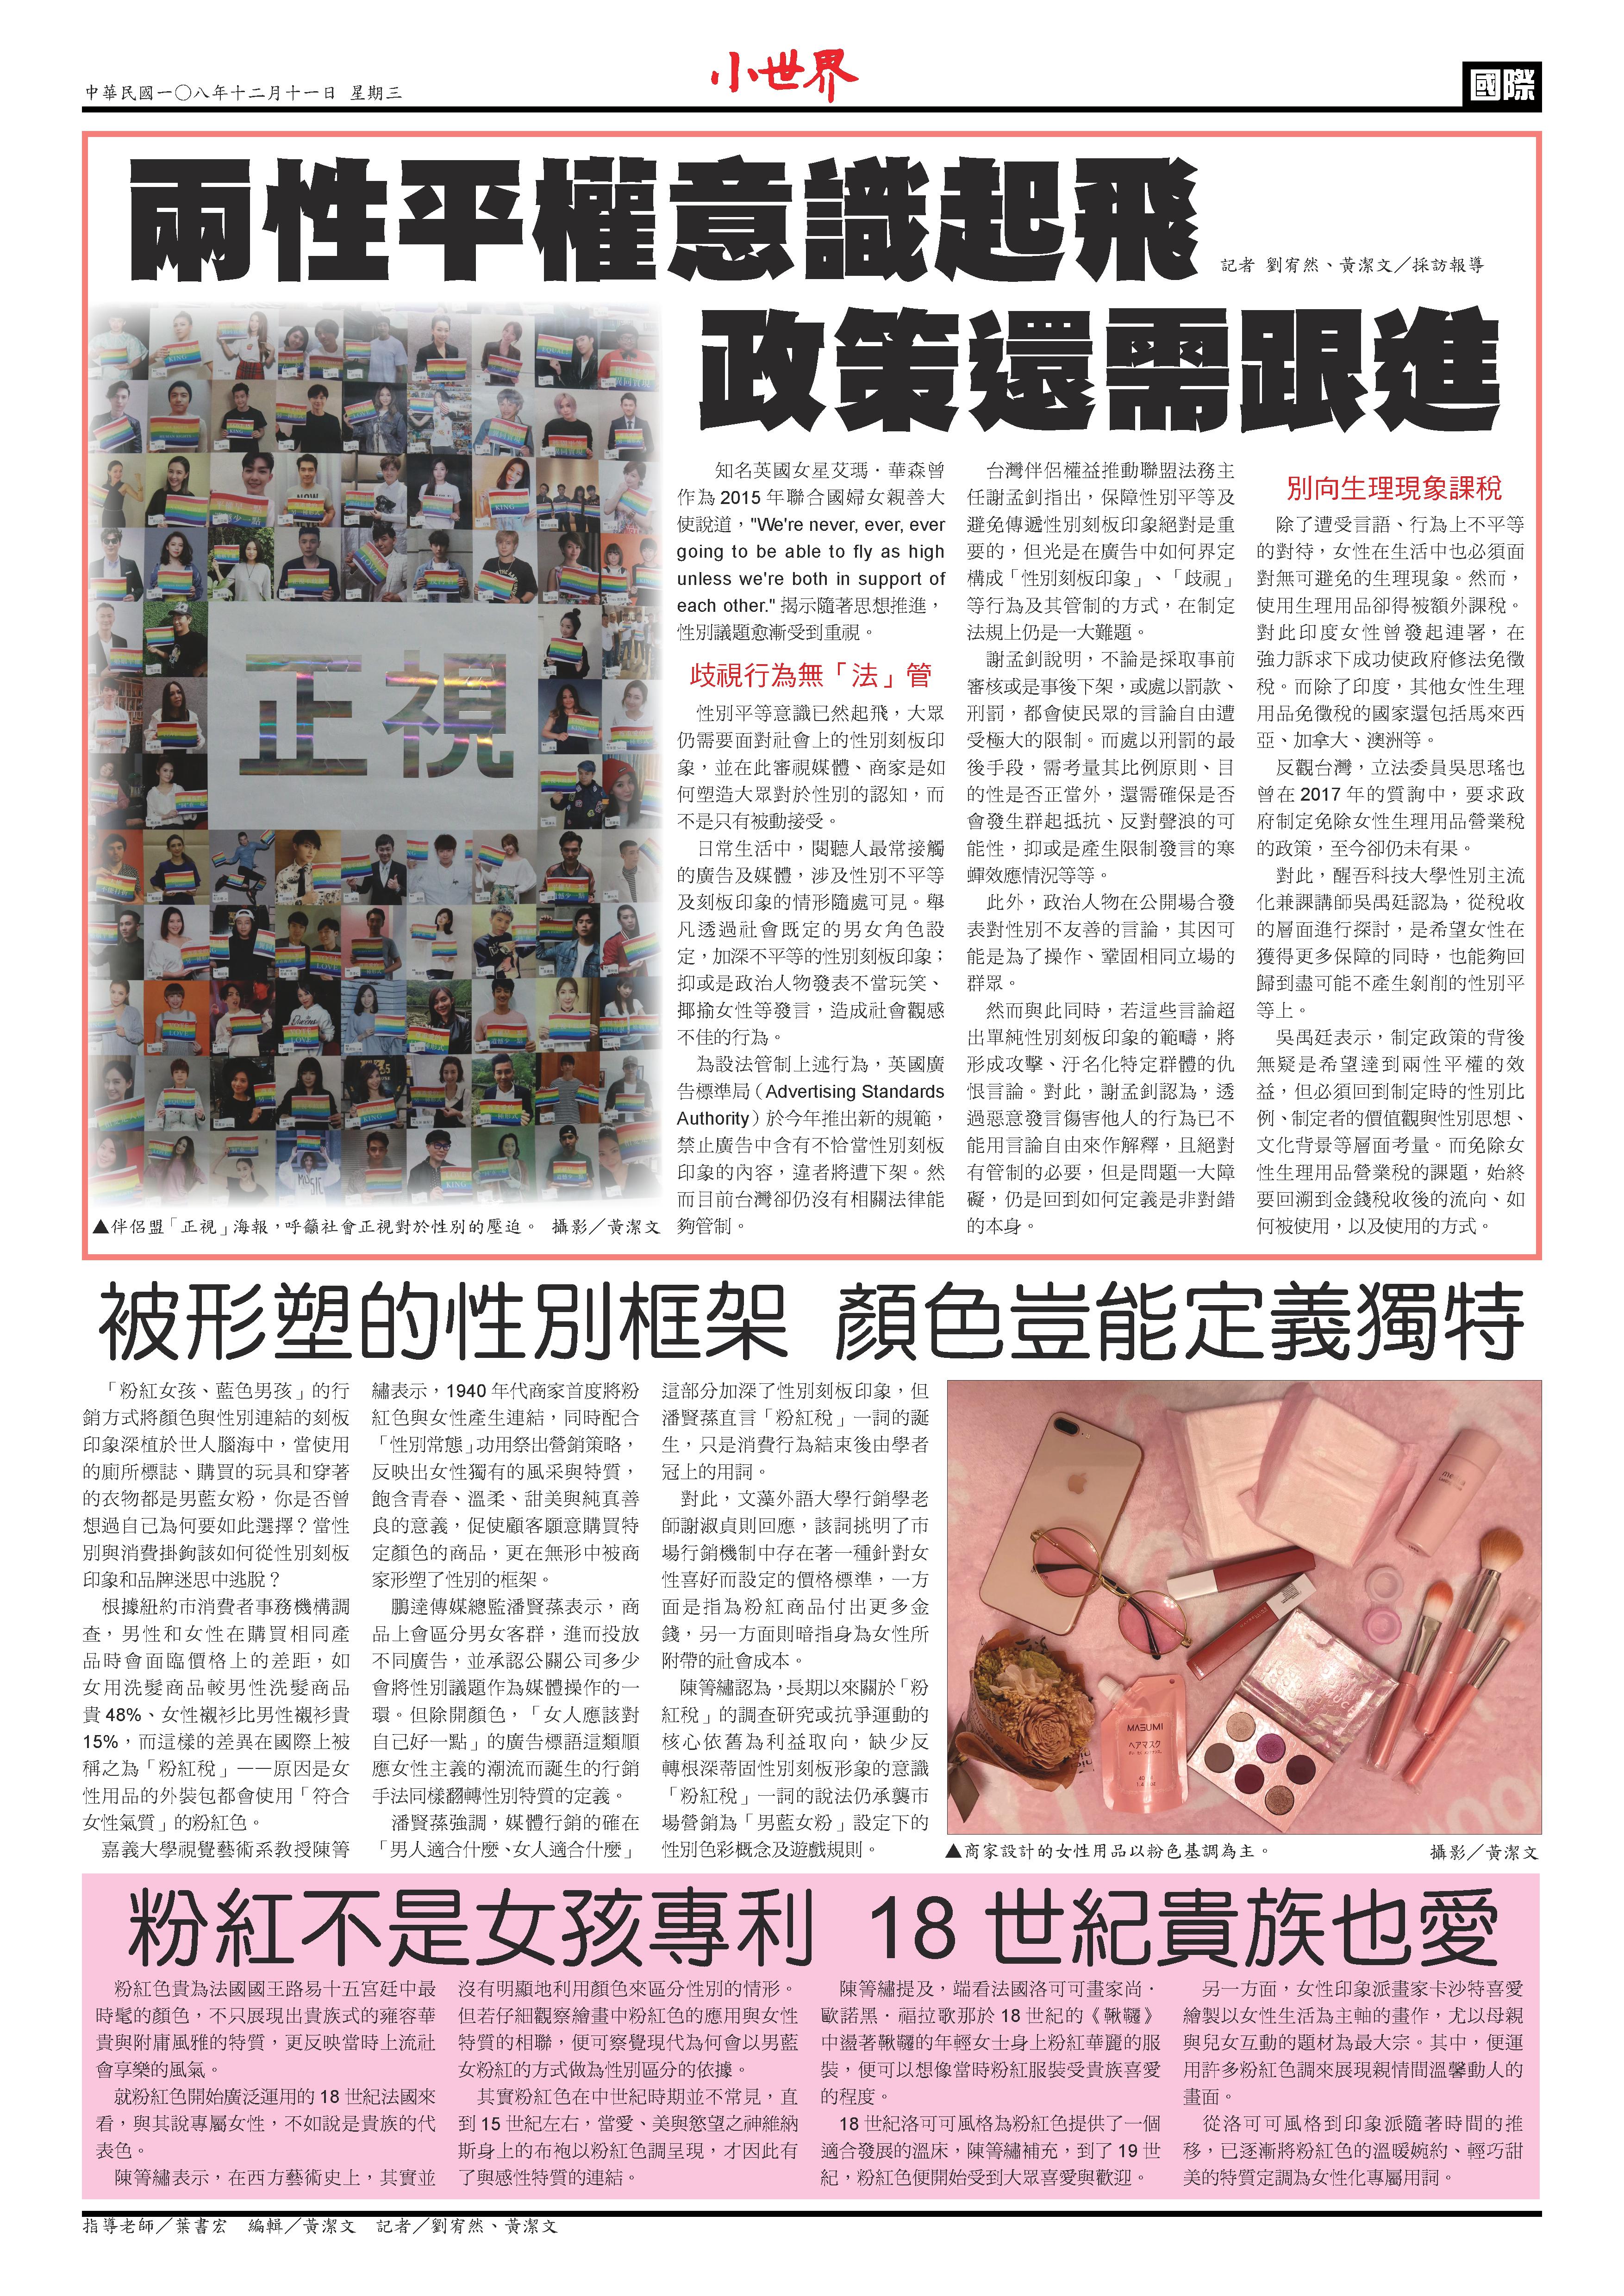 中華民國一〇八年十二月十一日 星期三
小世界
國際
兩性平權意識起飛
記者 劉宥然、黃潔文／採訪報導
政策還需跟進
正視
▲伴侶盟「正視」海報，呼籲社會正視對於性別的壓迫。 攝影／黃潔文
知名英國女星艾瑪．華森曾
作為 2015 年聯合國婦女親善大
使說道，"We're never, ever, ever
going to be able to fly as high
unless we're both in support of
each other." 揭示隨著思想推進，
性別議題愈漸受到重視。
歧視行為無「法」管
性別平等意識已然起飛，大眾
仍需要面對社會上的性別刻板印
象，並在此審視媒體、商家是如
何塑造大眾對於性別的認知，而
不是只有被動接受。
日常生活中，閱聽人最常接觸
的廣告及媒體，涉及性別不平等
及刻板印象的情形隨處可見。舉
凡透過社會既定的男女角色設
定，加深不平等的性別刻板印象；
抑或是政治人物發表不當玩笑、
揶揄女性等發言，造成社會觀感
不佳的行為。
為設法管制上述行為，英國廣
告標準局（Advertising Standards
Authority）於今年推出新的規範，
禁止廣告中含有不恰當性別刻板
印象的內容，違者將遭下架。然
而目前台灣卻仍沒有相關法律能
夠管制。
台灣伴侶權益推動聯盟法務主
任謝孟釗指出，保障性別平等及
避免傳遞性別刻板印象絕對是重
要的，但光是在廣告中如何界定
構成「性別刻板印象」、「歧視」
等行為及其管制的方式，在制定
法規上仍是一大難題。
謝孟釗說明，不論是採取事前
審核或是事後下架，或處以罰款、
刑罰，都會使民眾的言論自由遭
受極大的限制。而處以刑罰的最
後手段，需考量其比例原則、目
的性是否正當外，還需確保是否
會發生群起抵抗、反對聲浪的可
能性，抑或是產生限制發言的寒
蟬效應情況等等。
此外，政治人物在公開場合發
表對性別不友善的言論，其因可
能是為了操作、鞏固相同立場的
群眾。
然而與此同時，若這些言論超
出單純性別刻板印象的範疇，將
形成攻擊、汙名化特定群體的仇
恨言論。對此，謝孟釗認為，透
過惡意發言傷害他人的行為已不
能用言論自由來作解釋，且絕對
有管制的必要，但是問題一大障
礙，仍是回到如何定義是非對錯
的本身。
別向生理現象課稅
除了遭受言語、行為上不平等
的對待，女性在生活中也必須面
對無可避免的生理現象。然而，
使用生理用品卻得被額外課稅。
對此印度女性曾發起連署，在
強力訴求下成功使政府修法免徵
稅。而除了印度，其他女性生理
用品免徵稅的國家還包括馬來西
亞、加拿大、澳洲等。
反觀台灣，立法委員吳思瑤也
曾在 2017 年的質詢中，要求政
府制定免除女性生理用品營業稅
的政策，至今卻仍未有果。
對此，醒吾科技大學性別主流
化兼課講師吳禺廷認為，從稅收
的層面進行探討，是希望女性在
獲得更多保障的同時，也能夠回
歸到盡可能不產生剝削的性別平
等上。
吳禺廷表示，制定政策的背後
無疑是希望達到兩性平權的效
益，但必須回到制定時的性別比
例、制定者的價值觀與性別思想、
文化背景等層面考量。而免除女
性生理用品營業稅的課題，始終
要回溯到金錢稅收後的流向、如
何被使用，以及使用的方式。
被形塑的性別框架 顏色豈能定義獨特
「粉紅女孩、藍色男孩」的行
銷方式將顏色與性別連結的刻板
印象深植於世人腦海中，當使用
的廁所標誌、購買的玩具和穿著
的衣物都是男藍女粉，你是否曾
想過自己為何要如此選擇？當性
別與消費掛鉤該如何從性別刻板
印象和品牌迷思中逃脫？
根據紐約市消費者事務機構調
查，男性和女性在購買相同產
品時會面臨價格上的差距，如
女用洗髮商品較男性洗髮商品
貴 48%、女性襯衫比男性襯衫貴
15%，而這樣的差異在國際上被
稱之為「粉紅稅」——原因是女
性用品的外裝包都會使用「符合
女性氣質」的粉紅色。
嘉義大學視覺藝術系教授陳箐
繡表示，1940 年代商家首度將粉
紅色與女性產生連結，同時配合
「性別常態」功用祭出營銷策略，
反映出女性獨有的風采與特質，
飽含青春、溫柔、甜美與純真善
良的意義，促使顧客願意購買特
定顏色的商品，更在無形中被商
家形塑了性別的框架。
鵬達傳媒總監潘賢蒸表示，商
品上會區分男女客群，進而投放
不同廣告，並承認公關公司多少
會將性別議題作為媒體操作的一
環。但除開顏色，「女人應該對
自己好一點」的廣告標語這類順
應女性主義的潮流而誕生的行銷
手法同樣翻轉性別特質的定義。
潘賢蒸強調，媒體行銷的確在
「男人適合什麼、女人適合什麼」
這部分加深了性別刻板印象，但
潘賢蒸直言「粉紅稅」一詞的誕
生，只是消費行為結束後由學者
冠上的用詞。
對此，文藻外語大學行銷學老
師謝淑貞則回應，該詞挑明了市
場行銷機制中存在著一種針對女
性喜好而設定的價格標準，一方
面是指為粉紅商品付出更多金
錢，另一方面則暗指身為女性所
附帶的社會成本。
陳箐繡認為，長期以來關於「粉
紅稅」的調查研究或抗爭運動的
核心依舊為利益取向，缺少反
轉根深蒂固性別刻板形象的意識
「粉紅稅」一詞的說法仍承襲市
場營銷為「男藍女粉」設定下的
性別色彩概念及遊戲規則。
MASUMI
ヘアマスク
▲商家設計的女性用品以粉色基調為主。 攝影／黃潔文
粉紅不是女孩專利 18 世紀貴族也愛
粉紅色貴為法國國王路易十五宮廷中最
時髦的顏色，不只展現出貴族式的雍容華
貴與附庸風雅的特質，更反映當時上流社
會享樂的風氣。
就粉紅色開始廣泛運用的 18 世紀法國來
看，與其說專屬女性，不如說是貴族的代
表色。
陳箐繡表示，在西方藝術史上，其實並
沒有明顯地利用顏色來區分性別的情形。
但若仔細觀察繪畫中粉紅色的應用與女性
特質的相聯，便可察覺現代為何會以男藍
女粉紅的方式做為性別區分的依據。
其實粉紅色在中世紀時期並不常見，直
到 15 世紀左右，當愛、美與慾望之神維納
斯身上的布袍以粉紅色調呈現，才因此有
了與感性特質的連結。
陳箐繡提及，端看法國洛可可畫家尚．
歐諾黑．福拉歌那於 18 世紀的《鞦韆》
中盪著鞦韆的年輕女士身上粉紅華麗的服
裝，便可以想像當時粉紅服裝受貴族喜愛
的程度。
18 世紀洛可可風格為粉紅色提供了一個
適合發展的溫床，陳箐繡補充，到了 19 世
紀，粉紅色便開始受到大眾喜愛與歡迎。
另一方面，女性印象派畫家卡沙特喜愛
繪製以女性生活為主軸的畫作，尤以母親
與兒女互動的題材為最大宗。其中，便運
用許多粉紅色調來展現親情間溫馨動人的
畫面。
從洛可可風格到印象派隨著時間的推
移，已逐漸將粉紅色的溫暖婉約、輕巧甜
美的特質定調為女性化專屬用詞。
指導老師／葉書宏 編輯／黃潔文 記者／劉宥然、黃潔文